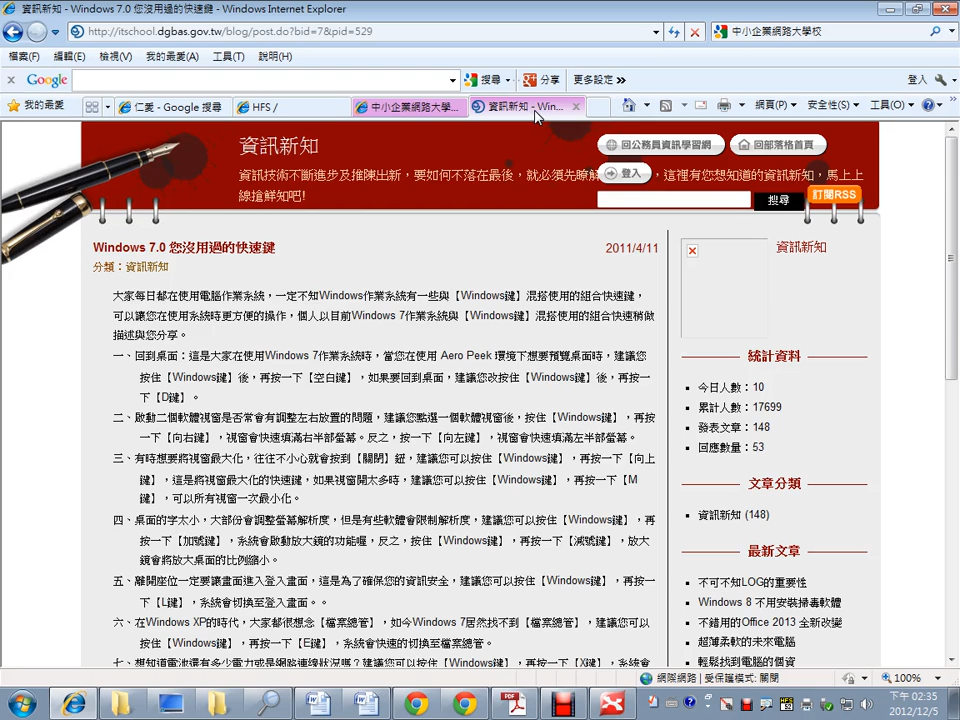 資訊新知 - Windows 7.0 您沒用過的快速鍵 - Windows Internet Explorer
http://itschool.dgbas.gov.tw/blog/post.do?bid=7&pid=529
中小企業網路大學校
檔案(F) 編輯(E) 檢視(V) 我的最愛(A) 工具(T) 說明(H)
Google 搜尋 分享 更多設定 » 登入
我的最愛 仁愛 - Google 搜尋 HFS / 中小企業網路大學... 資訊新知 - Win... 網頁(P) 安全性(S) 工具(O)
資訊新知
回公務員資訊學習網 回部落格首頁
資訊技術不斷進步及推陳出新，要如何不落在最後，就必須先瞭解 登入 ，這裡有您想知道的資訊新知，馬上上
線搶鮮知吧!
搜尋 訂閱RSS
Windows 7.0 您沒用過的快速鍵 2011/4/11
分類：資訊新知
大家每日都在使用電腦作業系統，一定不知Windows作業系統有一些與【Windows鍵】混搭使用的組合快速鍵，
可以讓您在使用系統時更方便的操作，個人以目前Windows 7作業系統與【Windows鍵】混搭使用的組合快速稍做
描述與您分享。
一、回到桌面：這是大家在使用Windows 7作業系統時，當您在使用 Aero Peek 環境下想要預覽桌面時，建議您
按住【Windows鍵】後，再按一下【空白鍵】，如果要回到桌面，建議您改按住【Windows鍵】後，再按一
下【D鍵】。
二、啟動二個軟體視窗是否常會有調整左右放置的問題，建議您點選一個軟體視窗後，按住【Windows鍵】，再按
一下【向右鍵】，視窗會快速填滿右半部螢幕。反之，按一下【向左鍵】，視窗會快速填滿左半部螢幕。
三、有時想要將視窗最大化，往往不小心就會按到【關閉】鈕，建議您可以按住【Windows鍵】，再按一下【向上
鍵】，這是將視窗最大化的快速鍵，如果視窗開太多時，建議您可以按住【Windows鍵】，再按一下【M
鍵】，可以所有視窗一次最小化。
四、桌面的字太小，大部份會調整螢幕解析度，但是有些軟體會限制解析度，建議您可以按住【Windows鍵】，再
按一下【加號鍵】，系統會啟動放大鏡的功能喔，反之，按住【Windows鍵】，再按一下【減號鍵】，放大
鏡會將放大桌面的比例縮小。
五、離開座位一定要讓畫面進入登入畫面，這是為了確保您的資訊安全，建議您可以按住【Windows鍵】，再按一
下【L鍵】，系統會切換至登入畫面。。
六、在Windows XP的時代，大家都很想念【檔案總管】，如今Windows 7居然找不到【檔案總管】，建議您可以
按住【Windows鍵】，再按一下【E鍵】，系統會快速的切換至檔案總管。
七、想知道電池還有多少電力或是網路連線狀況嗎？建議您可以按住【Windows鍵】，再按一下【X鍵】，系統會
資訊新知
統計資料
今日人數：10
累計人數：17699
發表文章：148
回應數量：53
文章分類
資訊新知 (148)
最新文章
不可不知LOG的重要性
Windows 8 不用安裝掃毒軟體
不錯用的Office 2013 全新改變
超薄柔軟的未來電腦
輕鬆找到電腦的個資
網際網路 | 受保護模式: 關閉 100%
下午 02:35
2012/12/5